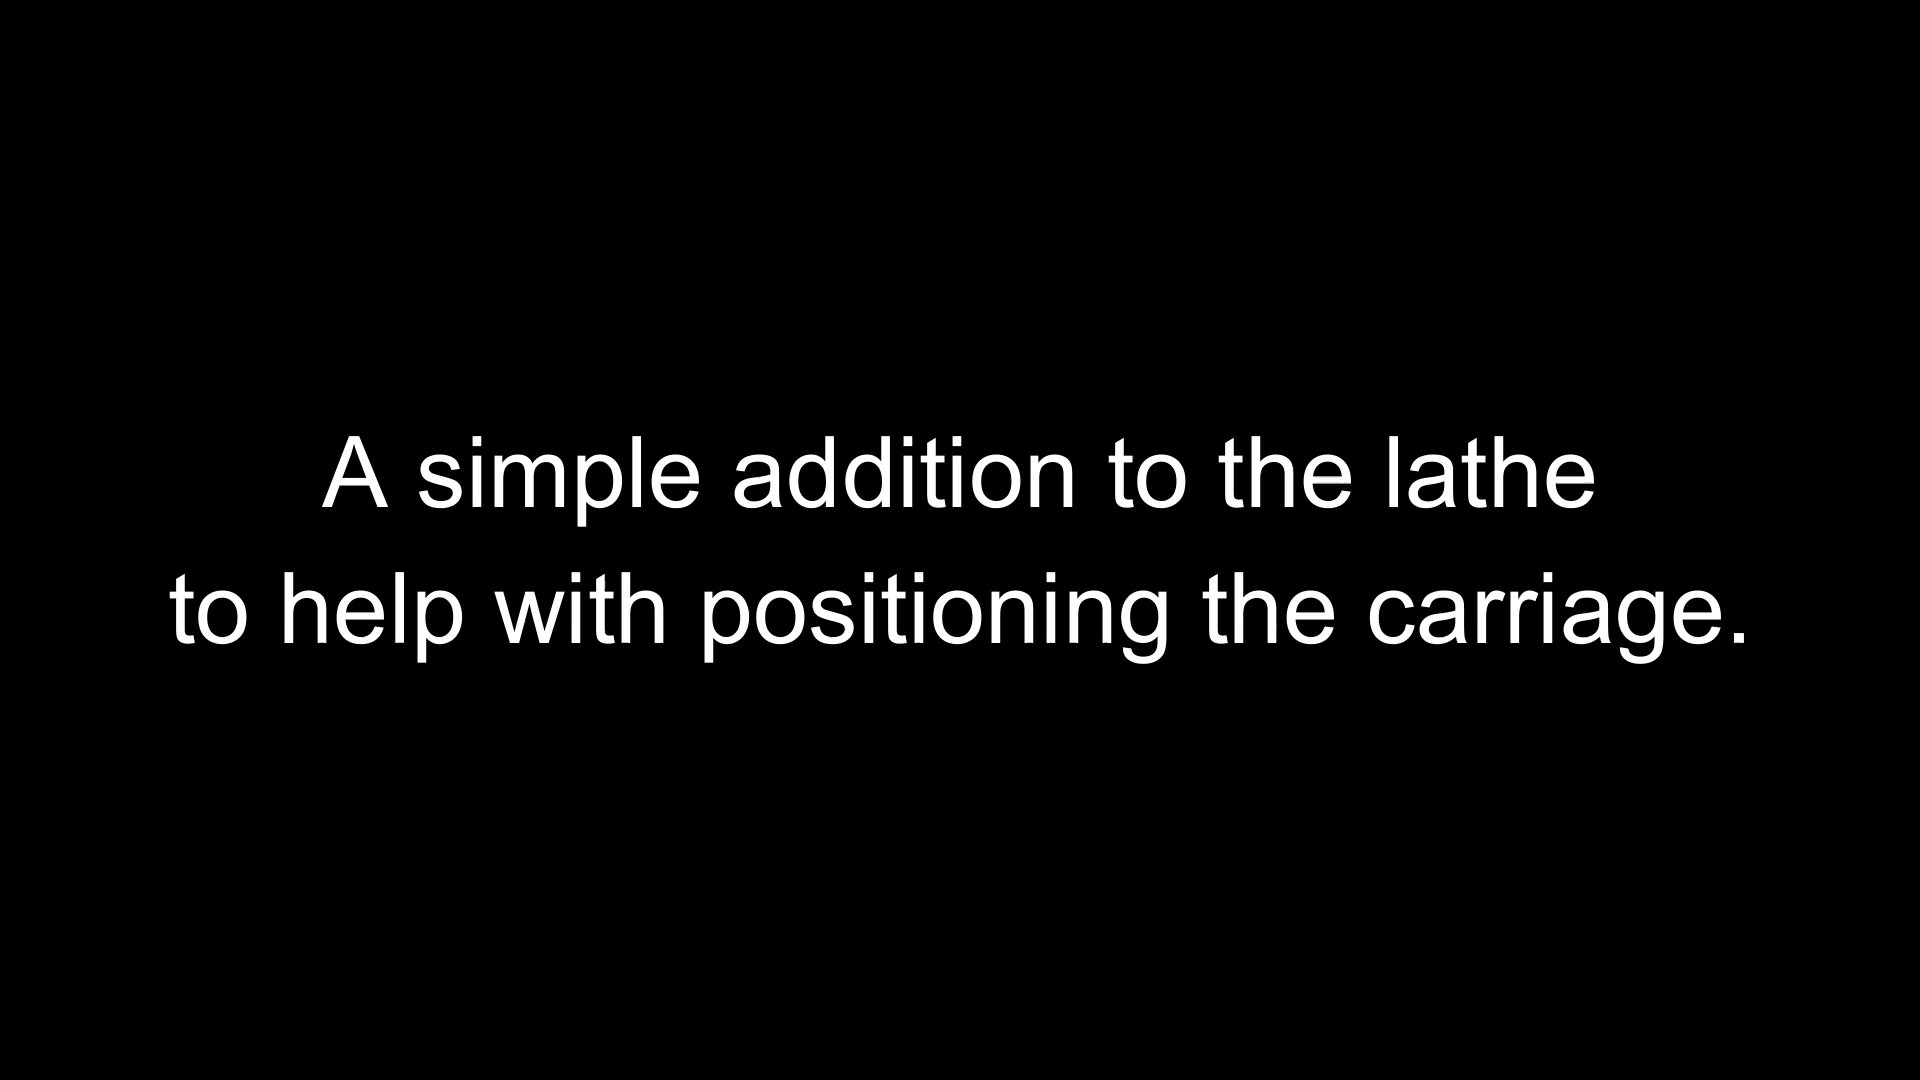 A simple addition to the lathe
to help with positioning the carriage.